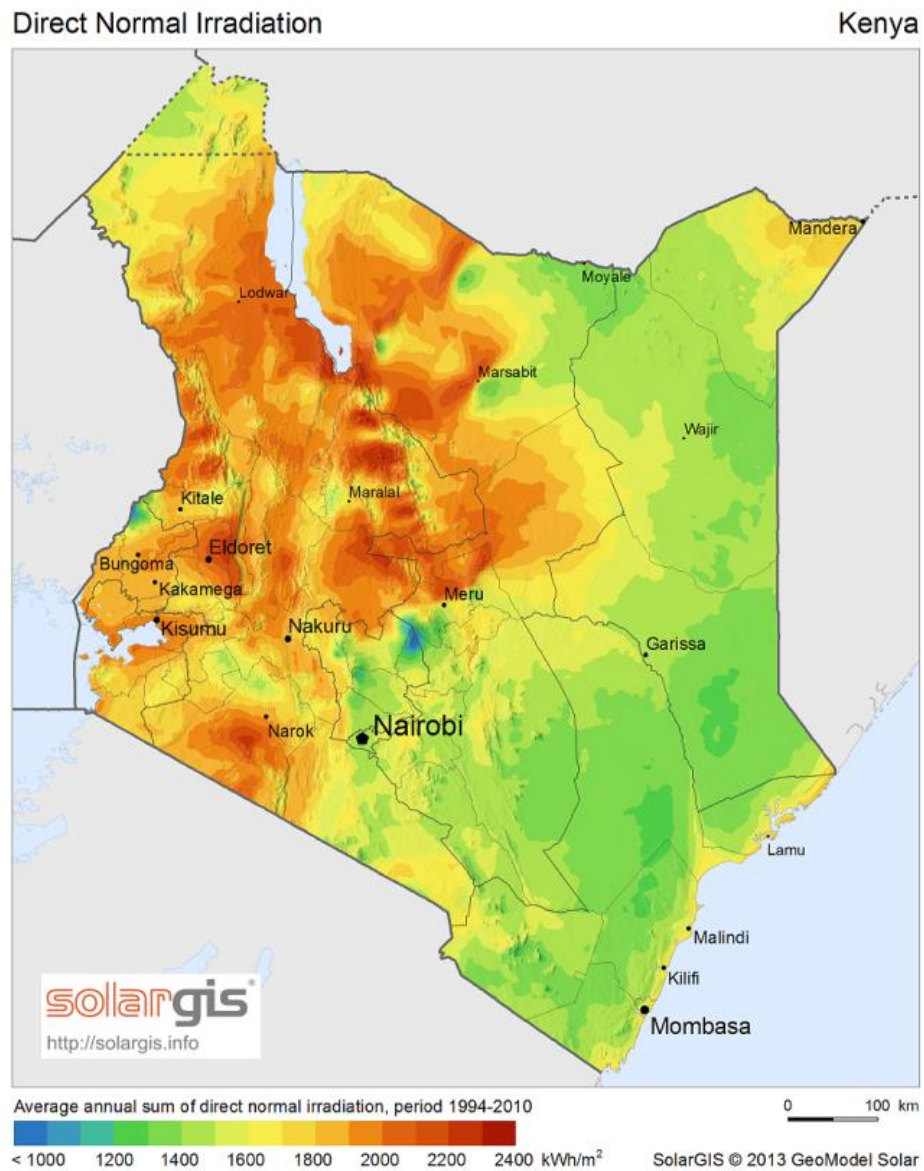 Direct Normal Irradiation
Kenya
Mandera
Moyale
Lodwar
Marsabit
Wajir
Kitale
Maralal
Eldoret
Bungoma
Kakamega
Meru
Kisumu
Nakuru
Garissa
Narok
Nairobi
Lamu
Malindi
Kilifi
Mombasa
solargis
http://solargis.info
Average annual sum of direct normal irradiation, period 1994-2010
0 100 km
< 1000 1200 1400 1600 1800 2000 2200 2400 kWh/m²
SolarGIS © 2013 GeoModel Solar